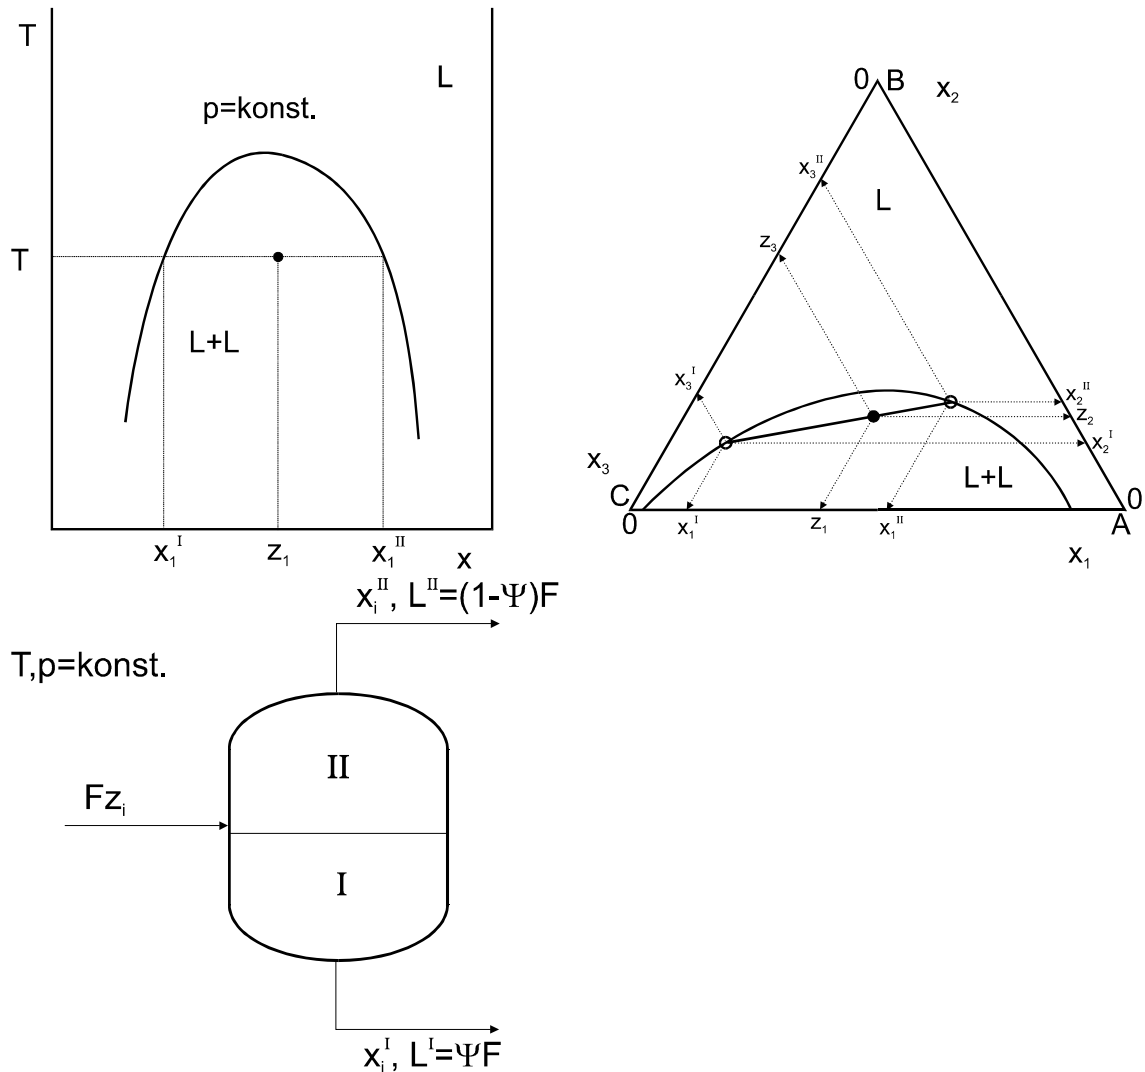 T
L
p=konst.
T
L+L
x₁ᴵ z₁ x₁ᴵᴵ x
0 B x₂
x₃ᴵᴵ
L
z₃
x₃ᴵ
x₂ᴵᴵ
z₂
x₂ᴵ
x₃
L+L
C 0
0 A
x₁ᴵ z₁ x₁ᴵᴵ
x₁
xᵢᴵᴵ, Lᴵᴵ=(1-Ψ)F
T,p=konst.
II
Fzᵢ
I
xᵢᴵ, Lᴵ=ΨF